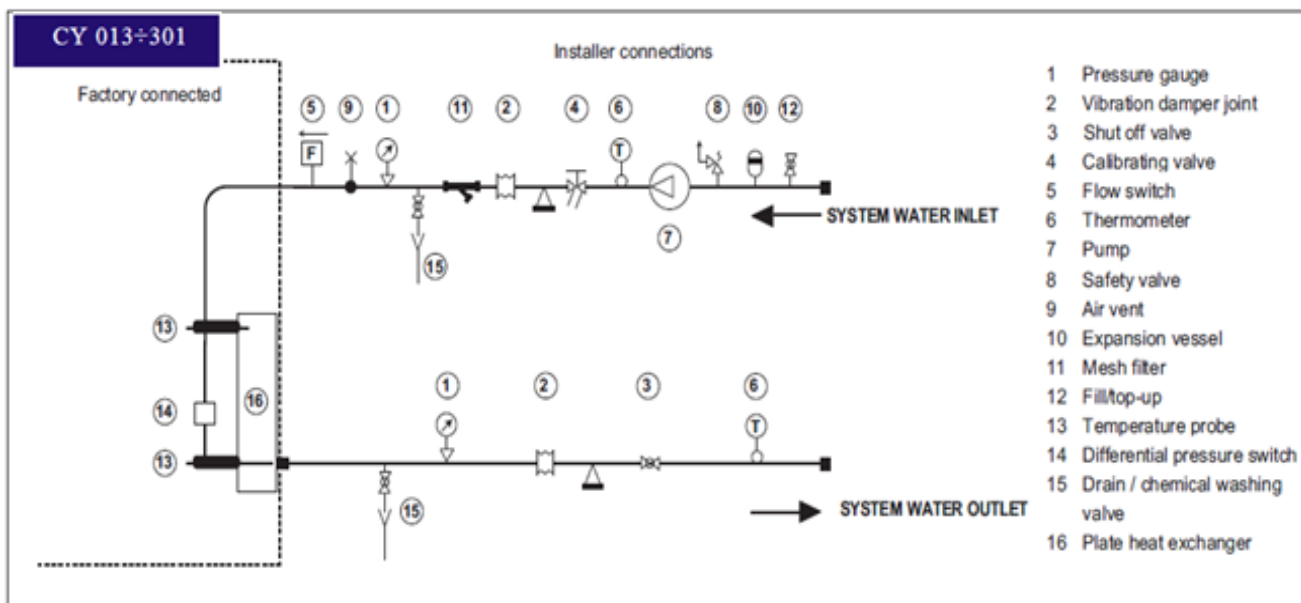 CY 013÷301
Factory connected
Installer connections
5 9 1 11 2 4 6 8 10 12
F
T
SYSTEM WATER INLET
7
15
13
14
16
13
1 2 3 6
T
SYSTEM WATER OUTLET
15
1 Pressure gauge
2 Vibration damper joint
3 Shut off valve
4 Calibrating valve
5 Flow switch
6 Thermometer
7 Pump
8 Safety valve
9 Air vent
10 Expansion vessel
11 Mesh filter
12 Fill/top-up
13 Temperature probe
14 Differential pressure switch
15 Drain / chemical washing
valve
16 Plate heat exchanger